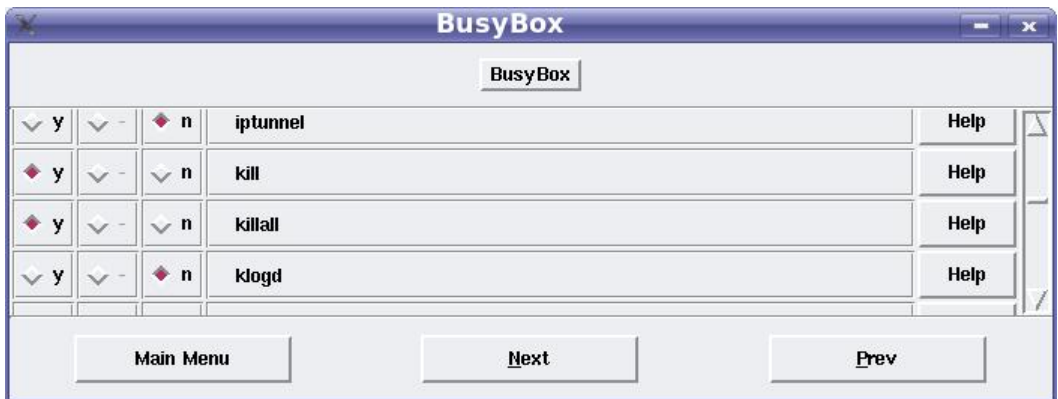 BusyBox
BusyBox
y - n iptunnel Help
y - n kill Help
y - n killall Help
y - n klogd Help
Main Menu Next Prev